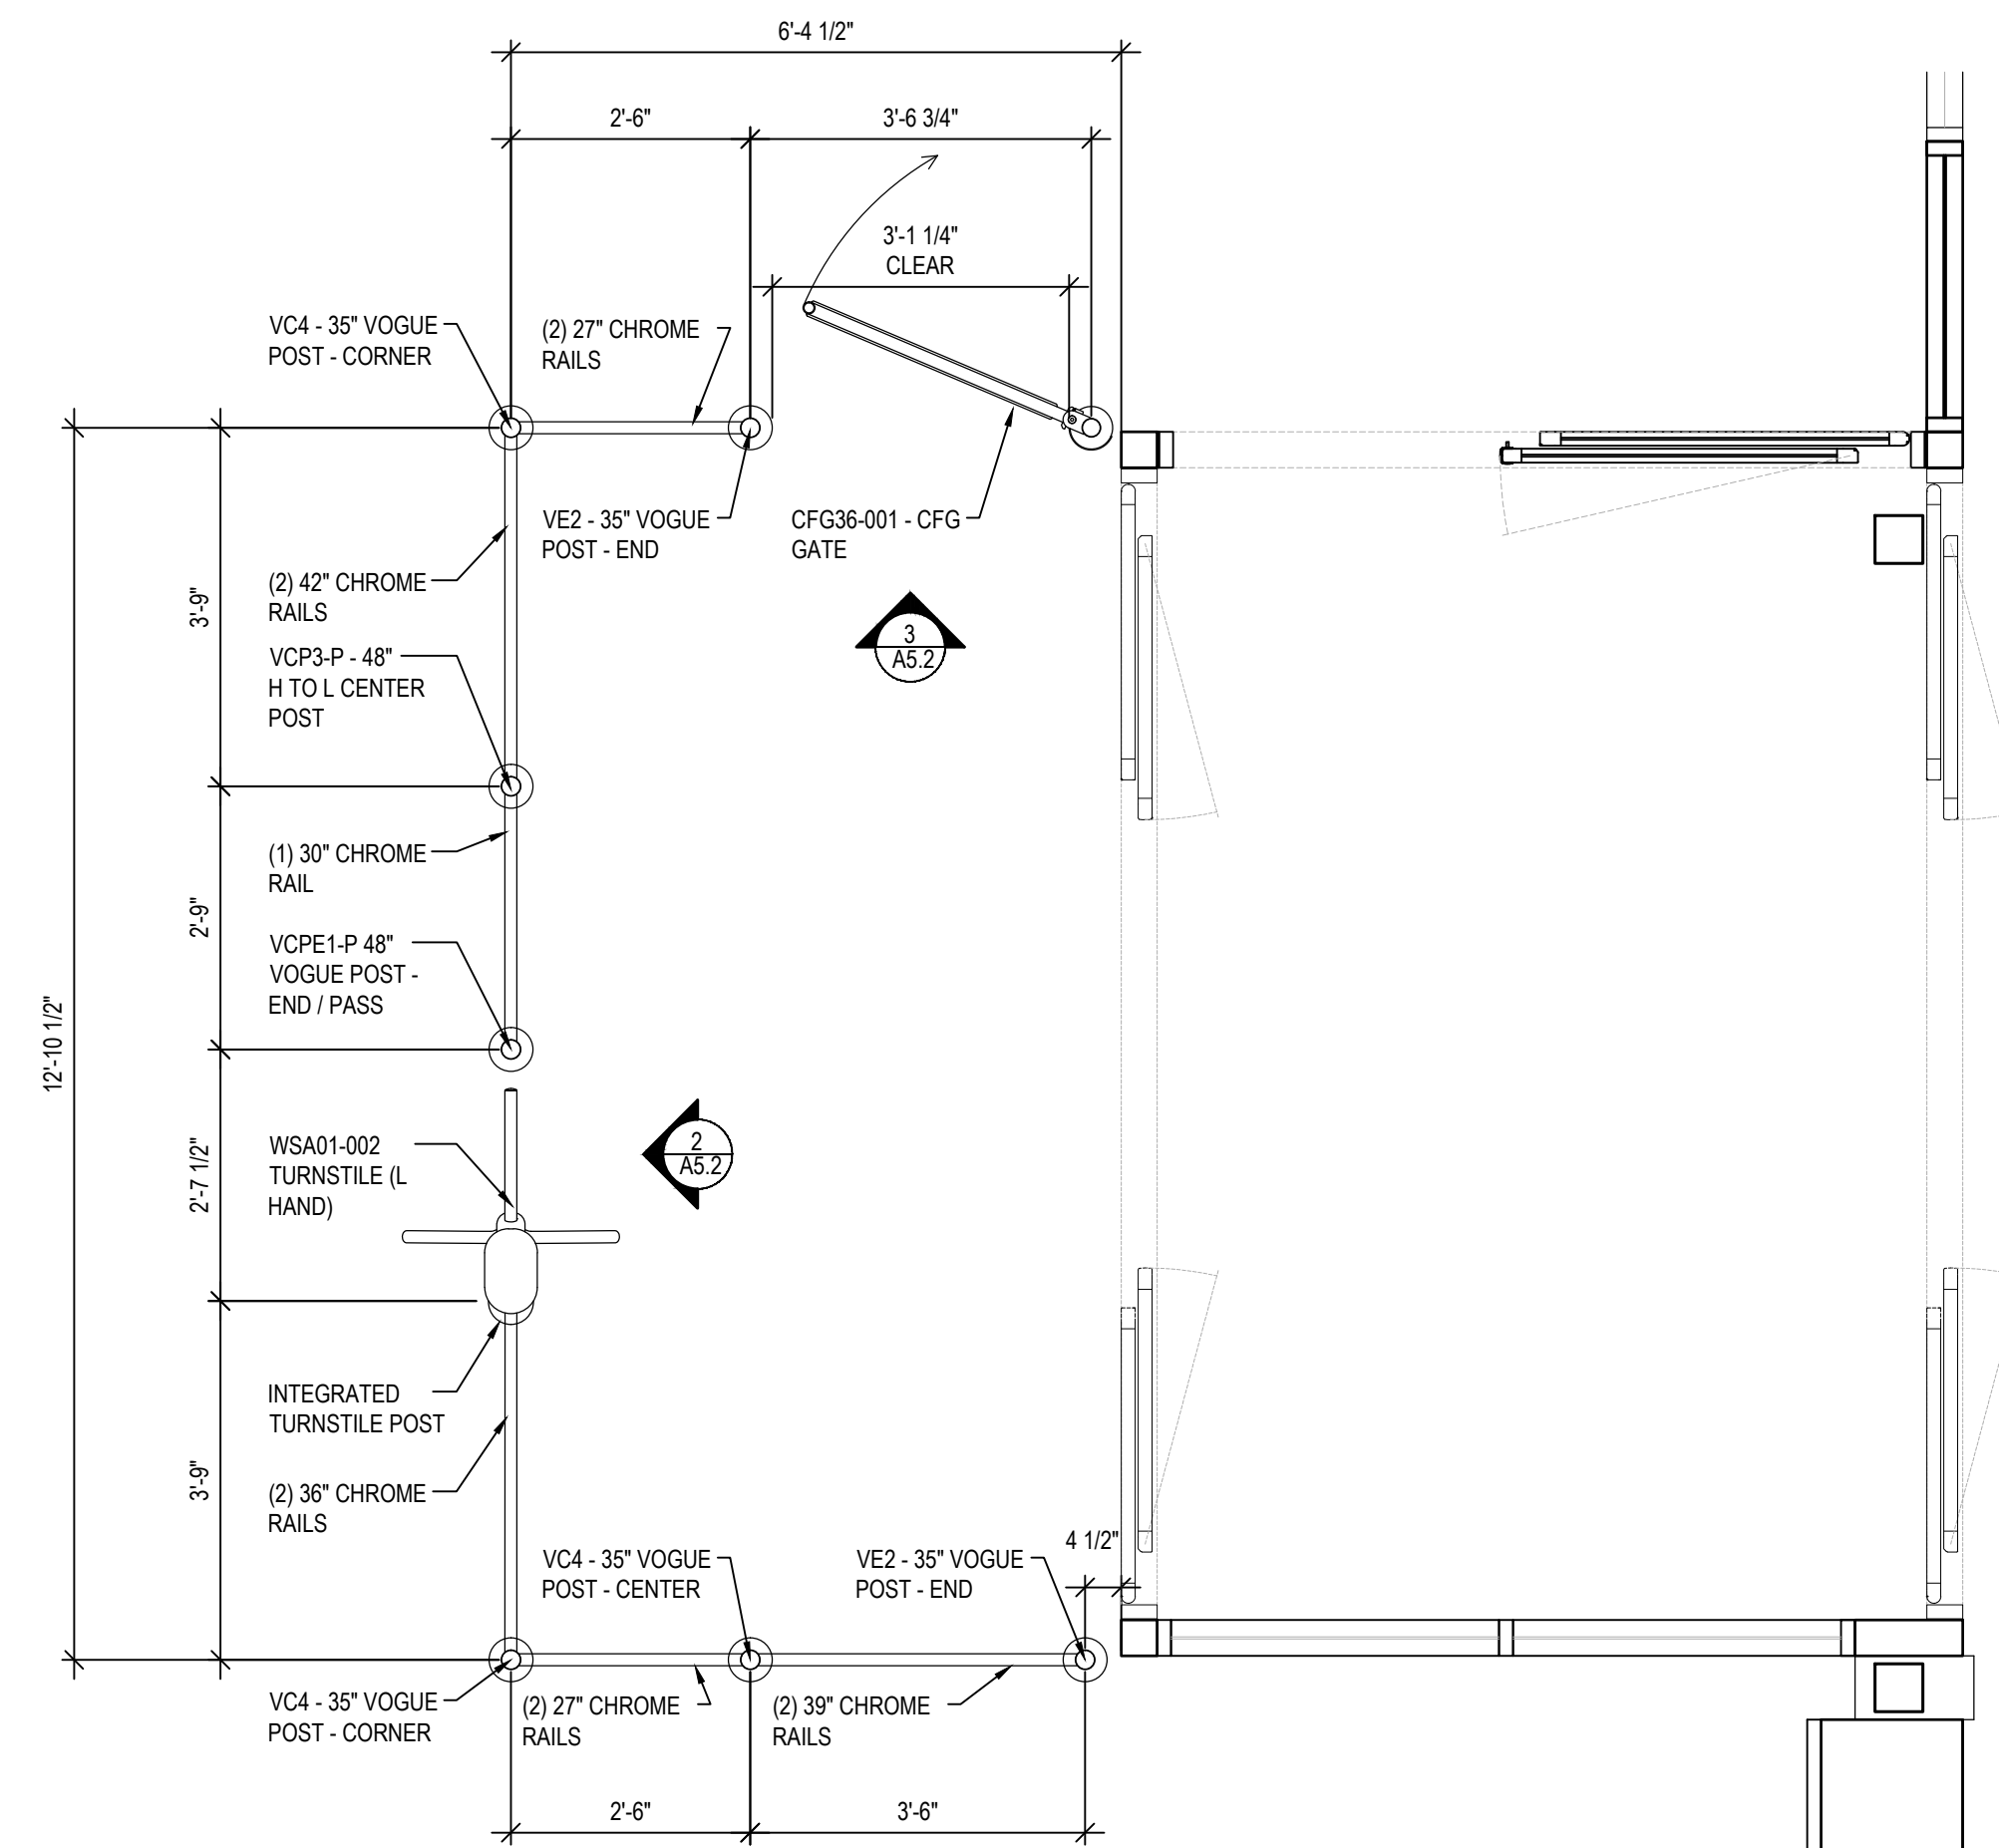 6'-4 1/2"
2'-6"
3'-6 3/4"
3'-1 1/4"
CLEAR
VC4 - 35" VOGUE
POST - CORNER
(2) 27" CHROME
RAILS
VE2 - 35" VOGUE
POST - END
CFG36-001 - CFG
GATE
(2) 42" CHROME
RAILS
3'-9"
3
A5.2
VCP3-P - 48"
H TO L CENTER
POST
(1) 30" CHROME
RAIL
2'-9"
VCPE1-P 48"
VOGUE POST -
END / PASS
12'-10 1/2"
WSA01-002
TURNSTILE (L
HAND)
2'-7 1/2"
2
A5.2
INTEGRATED
TURNSTILE POST
3'-9"
(2) 36" CHROME
RAILS
VC4 - 35" VOGUE
POST - CENTER
VE2 - 35" VOGUE
POST - END
4 1/2"
VC4 - 35" VOGUE
POST - CORNER
(2) 27" CHROME
RAILS
(2) 39" CHROME
RAILS
2'-6"
3'-6"